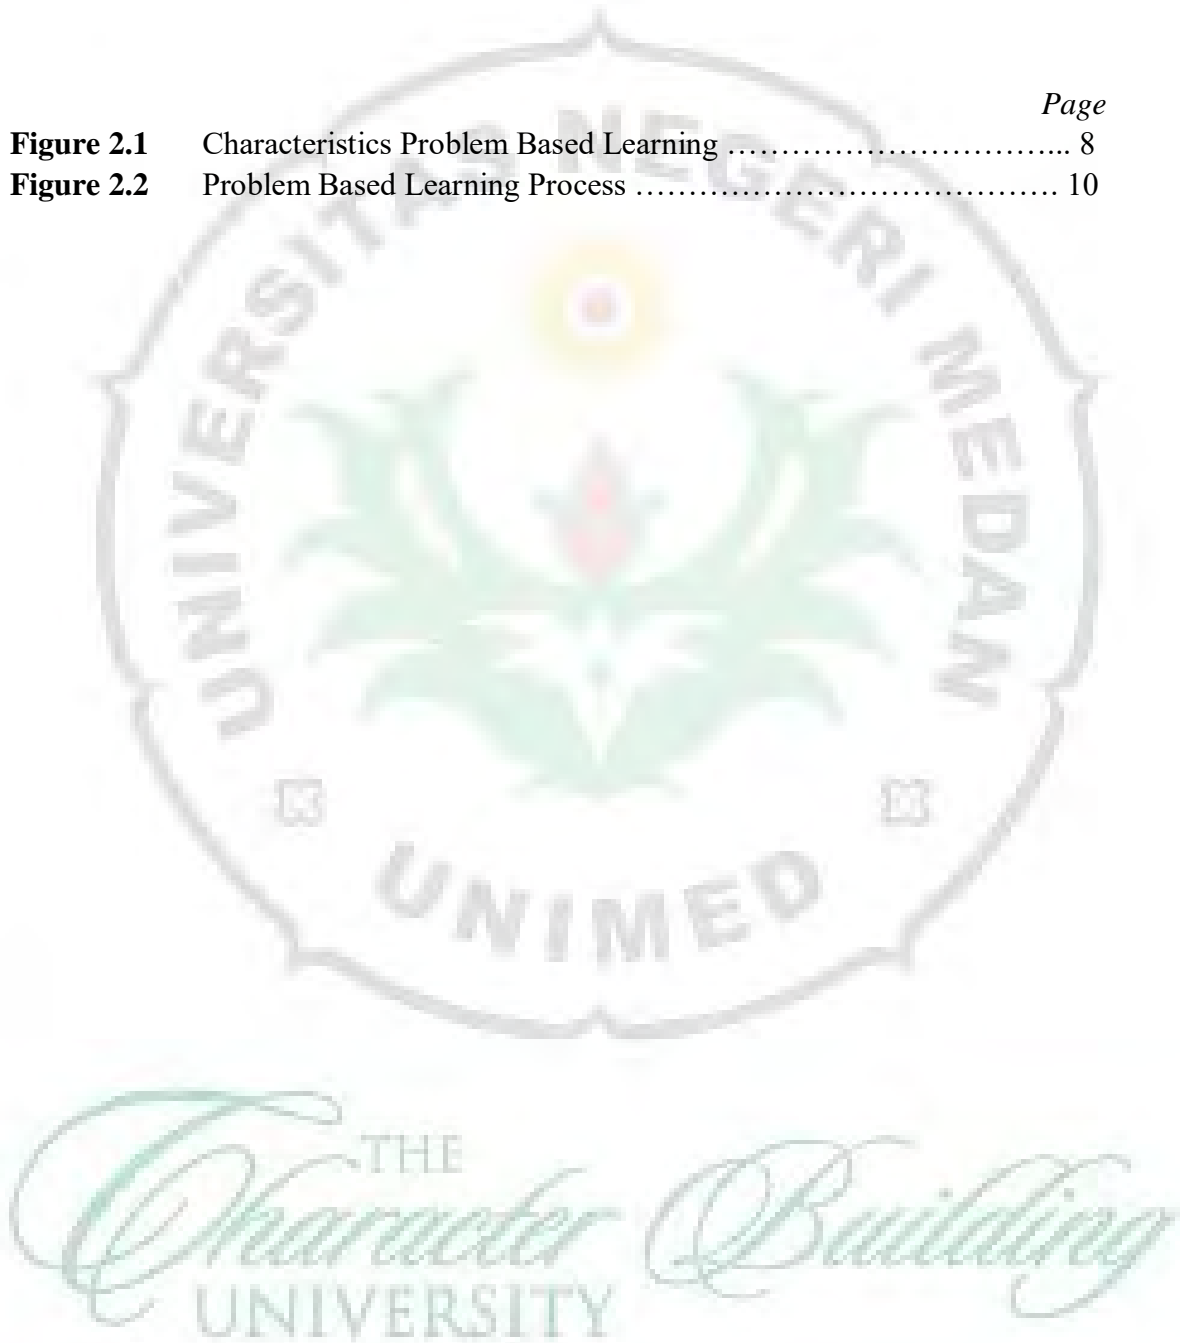 Page
Figure 2.1 Characteristics Problem Based Learning …………………………... 8
Figure 2.2 Problem Based Learning Process …………………………………. 10
UNIVERSITAS NEGERI MEDAN
UNIMED
THE
Character Building
UNIVERSITY